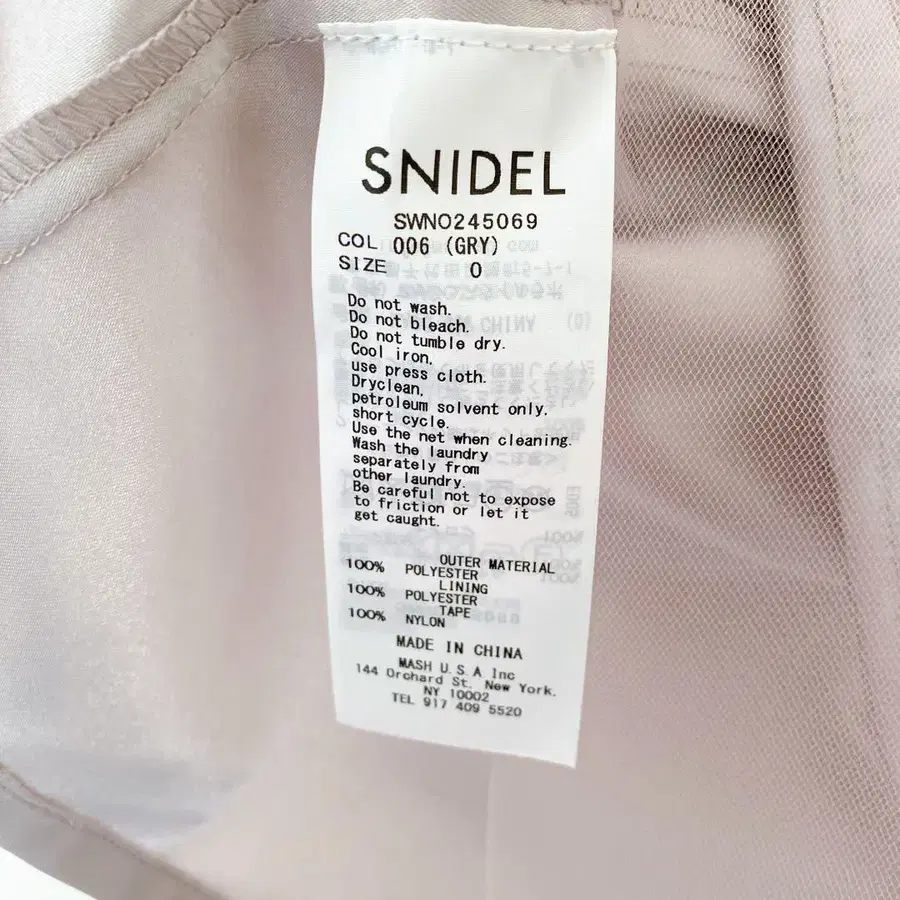 SNIDEL
SWNO245069
COL 006 (GRY)
SIZE 0
Do not wash.
Do not bleach.
Do not tumble dry.
Cool iron,
use press cloth.
Dryclean,
petroleum solvent only.
short cycle.
Use the net when cleaning.
Wash the laundry
separately from
other laundry.
Be careful not to expose
to friction or let it
get caught.
OUTER MATERIAL
100% POLYESTER
LINING
100% POLYESTER
TAPE
100% NYLON
MADE IN CHINA
MASH U.S.A Inc
144 Orchard St. New York.
NY 10002
TEL 917 409 5520